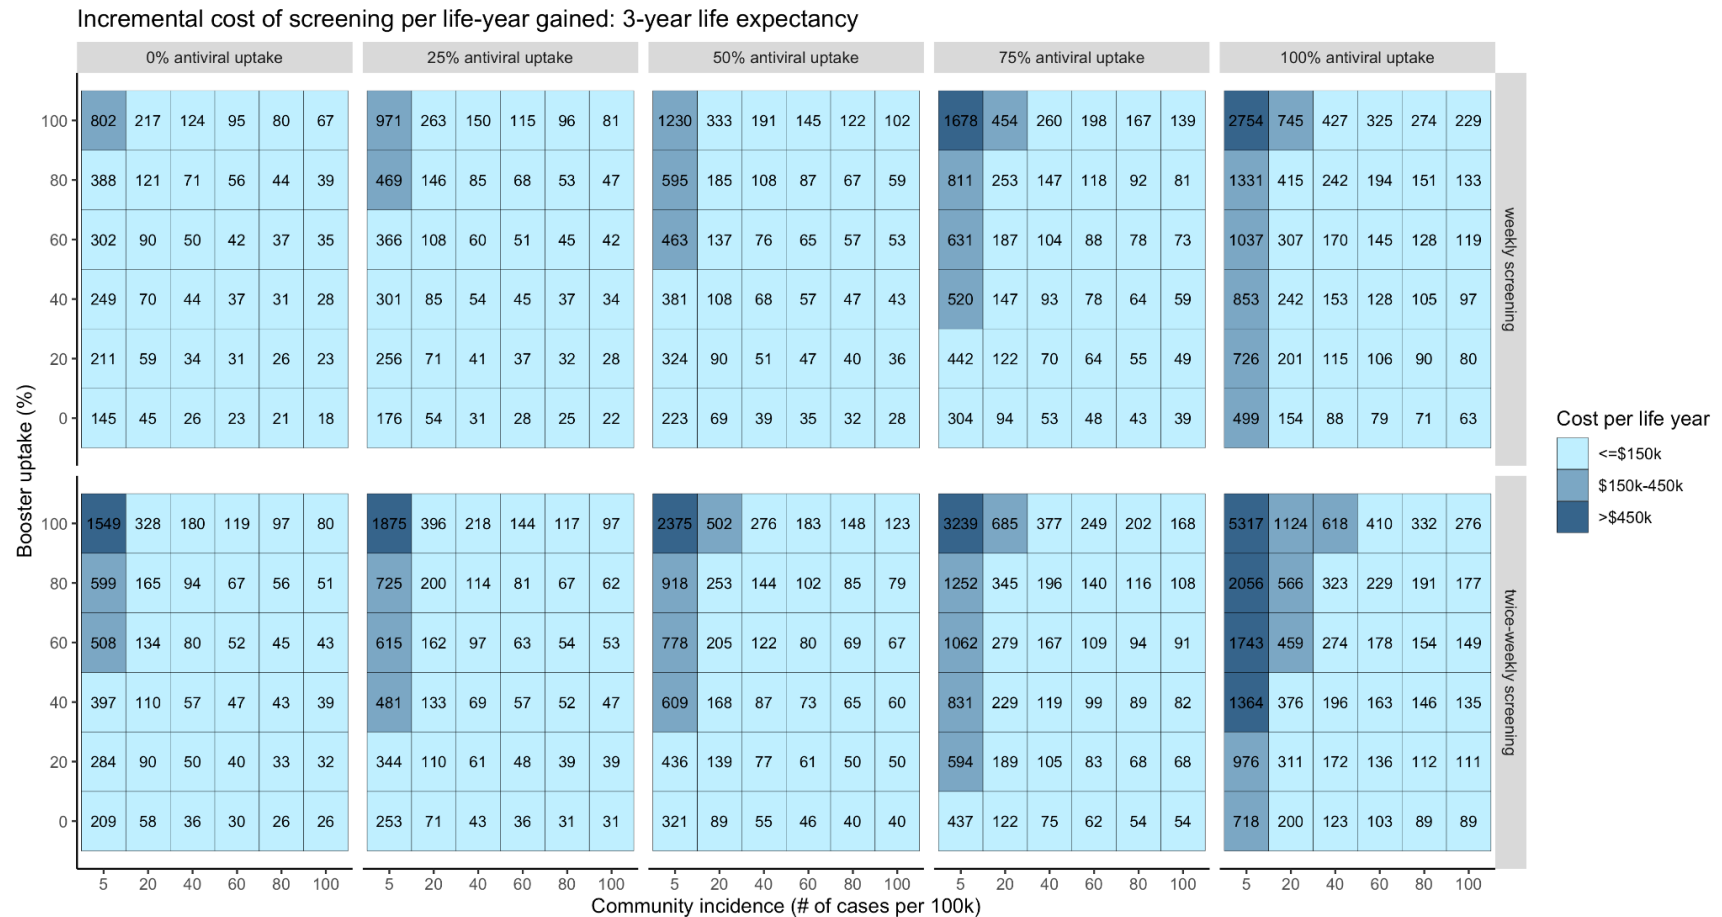 Incremental cost of screening per life-year gained: 3-year life expectancy
0% antiviral uptake 25% antiviral uptake 50% antiviral uptake 75% antiviral uptake 100% antiviral uptake
100 802 217 124 95 80 67 971 263 150 115 96 81 1230 333 191 145 122 102 1678 454 260 198 167 139 2754 745 427 325 274 229
80 388 121 71 56 44 39 469 146 85 68 53 47 595 185 108 87 67 59 811 253 147 118 92 81 1331 415 242 194 151 133
60 302 90 50 42 37 35 366 108 60 51 45 42 463 137 76 65 57 53 631 187 104 88 78 73 1037 307 170 145 128 119
40 249 70 44 37 31 28 301 85 54 45 37 34 381 108 68 57 47 43 520 147 93 78 64 59 853 242 153 128 105 97
20 211 59 34 31 26 23 256 71 41 37 32 28 324 90 51 47 40 36 442 122 70 64 55 49 726 201 115 106 90 80
0 145 45 26 23 21 18 176 54 31 28 25 22 223 69 39 35 32 28 304 94 53 48 43 39 499 154 88 79 71 63
weekly screening
100 1549 328 180 119 97 80 1875 396 218 144 117 97 2375 502 276 183 148 123 3239 685 377 249 202 168 5317 1124 618 410 332 276
80 599 165 94 67 56 51 725 200 114 81 67 62 918 253 144 102 85 79 1252 345 196 140 116 108 2056 566 323 229 191 177
60 508 134 80 52 45 43 615 162 97 63 54 53 778 205 122 80 69 67 1062 279 167 109 94 91 1743 459 274 178 154 149
40 397 110 57 47 43 39 481 133 69 57 52 47 609 168 87 73 65 60 831 229 119 99 89 82 1364 376 196 163 146 135
20 284 90 50 40 33 32 344 110 61 48 39 39 436 139 77 61 50 50 594 189 105 83 68 68 976 311 172 136 112 111
0 209 58 36 30 26 26 253 71 43 36 31 31 321 89 55 46 40 40 437 122 75 62 54 54 718 200 123 103 89 89
twice-weekly screening
5 20 40 60 80 100 5 20 40 60 80 100 5 20 40 60 80 100 5 20 40 60 80 100 5 20 40 60 80 100
Community incidence (# of cases per 100k)
Booster uptake (%)
Cost per life year
<=$150k
$150k-450k
>$450k